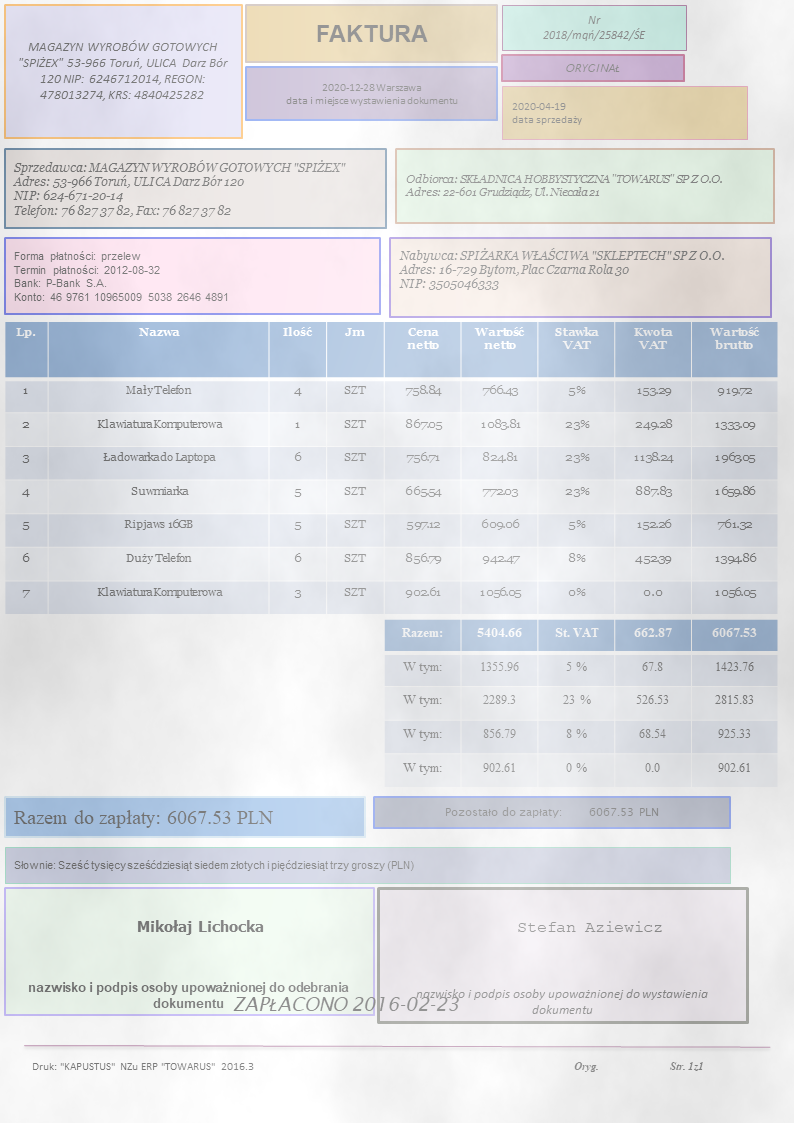 MAGAZYN WYROBÓW GOTOWYCH
"SPIŻEX" 53-966 Toruń, ULICA Darz Bór
120 NIP: 6246712014, REGON:
478013274, KRS: 4840425282
FAKTURA
2020-12-28 Warszawa
data i miejsce wystawienia dokumentu
Nr
2018/mqń/25842/ŚE
ORYGINAŁ
2020-04-19
data sprzedaży
Sprzedawca: MAGAZYN WYROBÓW GOTOWYCH "SPIŻEX"
Adres: 53-966 Toruń, ULICA Darz Bór 120
NIP: 624-671-20-14
Telefon: 76 827 37 82, Fax: 76 827 37 82
Odbiorca: SKŁADNICA HOBBYSTYCZNA "TOWARUS" SP Z O.O.
Adres: 22-601 Grudziądz, Ul. Niecała 21
Forma płatności: przelew
Termin płatności: 2012-08-32
Bank: P-Bank S.A.
Konto: 46 9761 10965009 5038 2646 4891
Nabywca: SPIŻARKA WŁAŚCIWA "SKLEPTECH" SP Z O.O.
Adres: 16-729 Bytom, Plac Czarna Rola 30
NIP: 3505046333
Lp. Nazwa Ilość Jm Cena netto Wartość netto Stawka VAT Kwota VAT Wartość brutto
1 Mały Telefon 4 SZT 758.84 766.43 5% 153.29 919.72
2 Klawiatura Komputerowa 1 SZT 867.05 1083.81 23% 249.28 1333.09
3 Ładowarka do Laptopa 6 SZT 756.71 824.81 23% 1138.24 1963.05
4 Suwmiarka 5 SZT 665.54 772.03 23% 887.83 1659.86
5 Ripjaws 16GB 5 SZT 597.12 609.06 5% 152.26 761.32
6 Duży Telefon 6 SZT 856.79 942.47 8% 452.39 1394.86
7 Klawiatura Komputerowa 3 SZT 902.61 1056.05 0% 0.0 1056.05
Razem: 5404.66 St. VAT 662.87 6067.53
W tym: 1355.96 5 % 67.8 1423.76
W tym: 2289.3 23 % 526.53 2815.83
W tym: 856.79 8 % 68.54 925.33
W tym: 902.61 0 % 0.0 902.61
Razem do zapłaty: 6067.53 PLN
Pozostało do zapłaty: 6067.53 PLN
Słownie: Sześć tysięcy sześćdziesiąt siedem złotych i pięćdziesiąt trzy groszy (PLN)
Mikołaj Lichocka
nazwisko i podpis osoby upoważnionej do odebrania
dokumentu
Stefan Aziewicz
nazwisko i podpis osoby upoważnionej do wystawienia
dokumentu
ZAPŁACONO 2016-02-23
Druk: "KAPUSTUS" NZu ERP "TOWARUS" 2016.3
Oryg. Str. 1z1